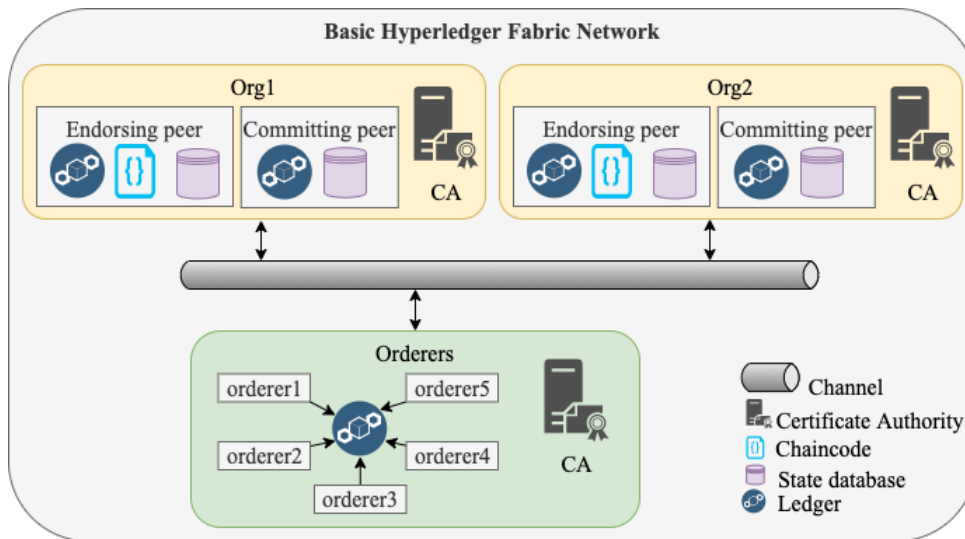 Basic Hyperledger Fabric Network
Org1
Endorsing peer
{}
Committing peer
CA
Org2
Endorsing peer
{}
Committing peer
CA
Orderers
orderer1
orderer5
orderer2
orderer4
orderer3
CA
Channel
Certificate Authority
{}
Chaincode
State database
Ledger